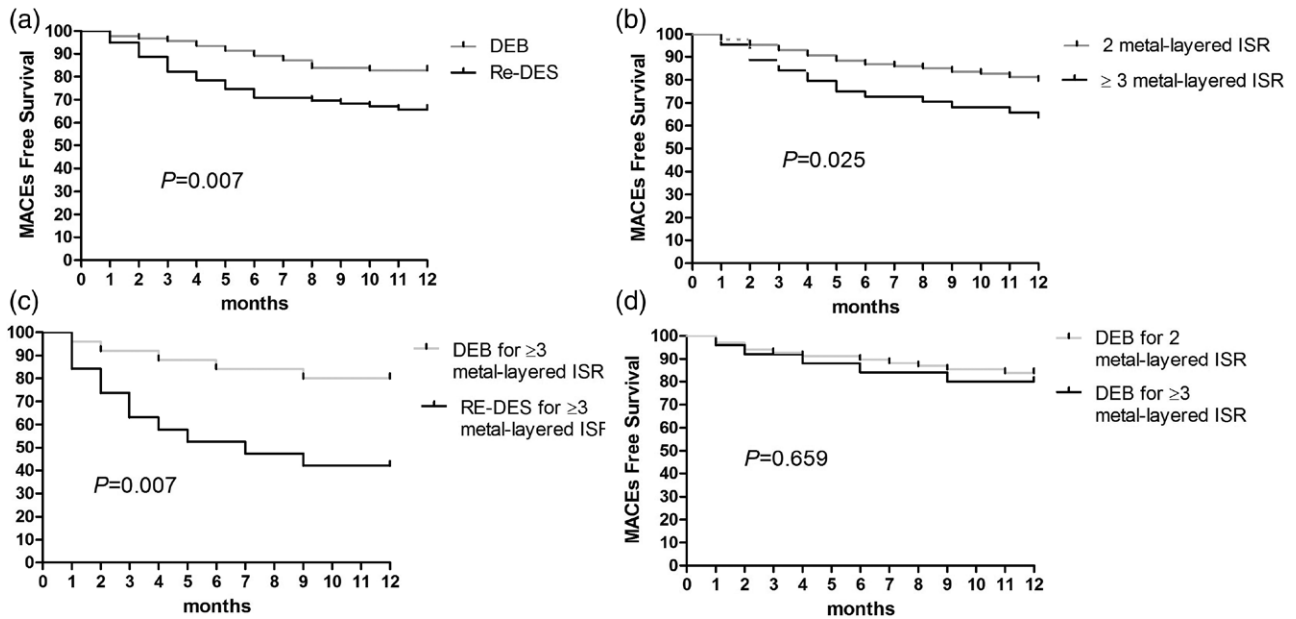 (a)
100
90
80
70
60
50
40
30
20
10
0
MACEs Free Survival
DEB
Re-DES
P=0.007
0 1 2 3 4 5 6 7 8 9 10 11 12
months
(b)
100
90
80
70
60
50
40
30
20
10
0
MACEs Free Survival
2 metal-layered ISR
≥ 3 metal-layered ISR
P=0.025
0 1 2 3 4 5 6 7 8 9 10 11 12
months
(c)
100
90
80
70
60
50
40
30
20
10
0
DEB for ≥3
metal-layered ISR
RE-DES for ≥3
metal-layered ISF
P=0.007
0 1 2 3 4 5 6 7 8 9 10 11 12
months
(d)
100
90
80
70
60
50
40
30
20
10
0
MACEs Free Survival
DEB for 2
metal-layered ISR
DEB for ≥3
metal-layered ISR
P=0.659
0 1 2 3 4 5 6 7 8 9 10 11 12
months